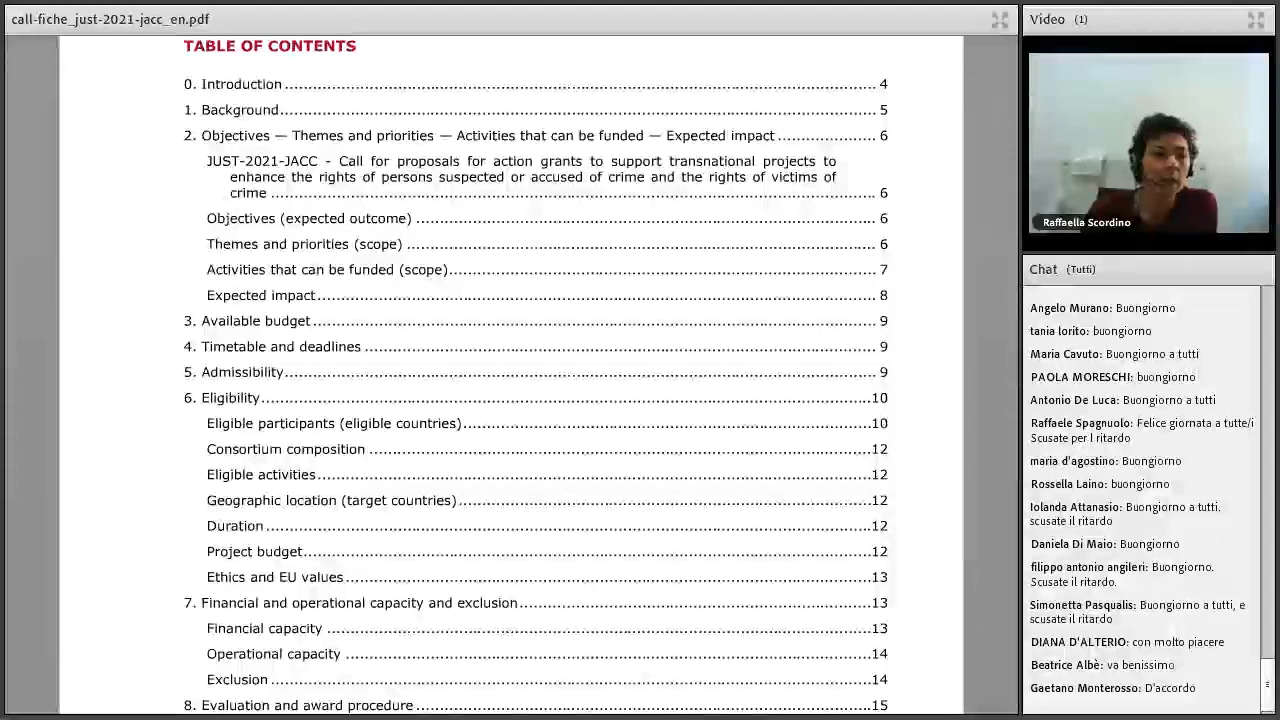 call-fiche_just-2021-jacc_en.pdf
TABLE OF CONTENTS
0. Introduction 4
1. Background 5
2. Objectives — Themes and priorities — Activities that can be funded — Expected impact 6
JUST-2021-JACC - Call for proposals for action grants to support transnational projects to
enhance the rights of persons suspected or accused of crime and the rights of victims of
crime 6
Objectives (expected outcome) 6
Themes and priorities (scope) 6
Activities that can be funded (scope) 7
Expected impact 8
3. Available budget 9
4. Timetable and deadlines 9
5. Admissibility 9
6. Eligibility 10
Eligible participants (eligible countries) 10
Consortium composition 12
Eligible activities 12
Geographic location (target countries) 12
Duration 12
Project budget 12
Ethics and EU values 13
7. Financial and operational capacity and exclusion 13
Financial capacity 13
Operational capacity 14
Exclusion 14
8. Evaluation and award procedure 15
Video (1)
Raffaella Scordino
Chat (Tutti)
Angelo Murano: Buongiorno
tania lorito: buongiorno
Maria Cavuto: Buongiorno a tutti
PAOLA MORESCHI: buongiorno
Antonio De Luca: Buongiorno a tutti
Raffaele Spagnuolo: Felice giornata a tutte/i
Scusate per l ritardo
maria d'agostino: Buongiorno
Rossella Laino: buongiorno
Iolanda Attanasio: Buongiorno a tutti.
scusate il ritardo
Daniela Di Maio: Buongiorno
filippo antonio angileri: Buongiorno.
Scusate il ritardo.
Simonetta Pasqualis: Buongiorno a tutti, e
scusate il ritardo
DIANA D'ALTERIO: con molto piacere
Beatrice Albè: va benissimo
Gaetano Monterosso: D'accordo